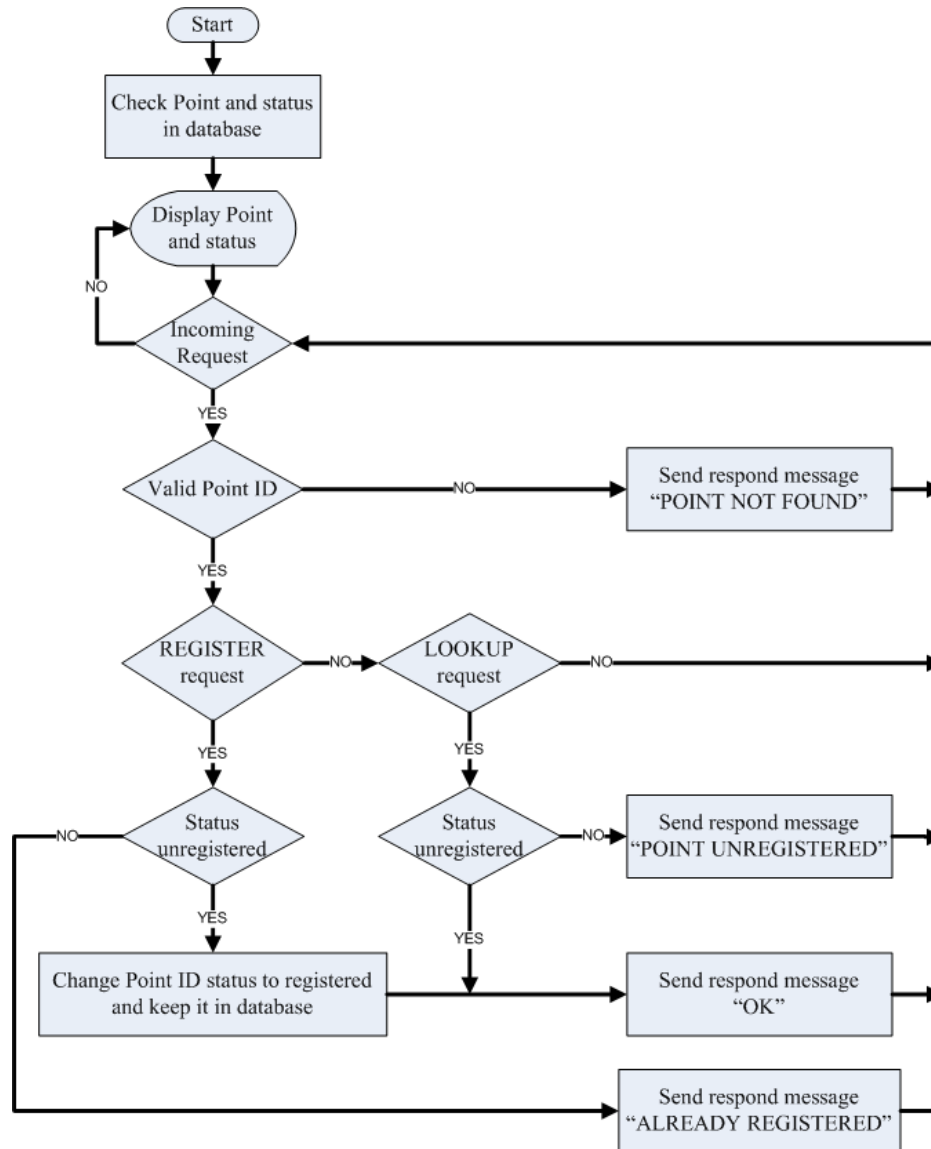 Start
Check Point and status
in database
Display Point
and status
NO
Incoming
Request
YES
Valid Point ID
NO
Send respond message
“POINT NOT FOUND”
YES
REGISTER
request
NO
LOOKUP
request
NO
YES
YES
NO
Status
unregistered
Status
unregistered
NO
Send respond message
“POINT UNREGISTERED”
YES
YES
Change Point ID status to registered
and keep it in database
Send respond message
“OK”
Send respond message
“ALREADY REGISTERED”